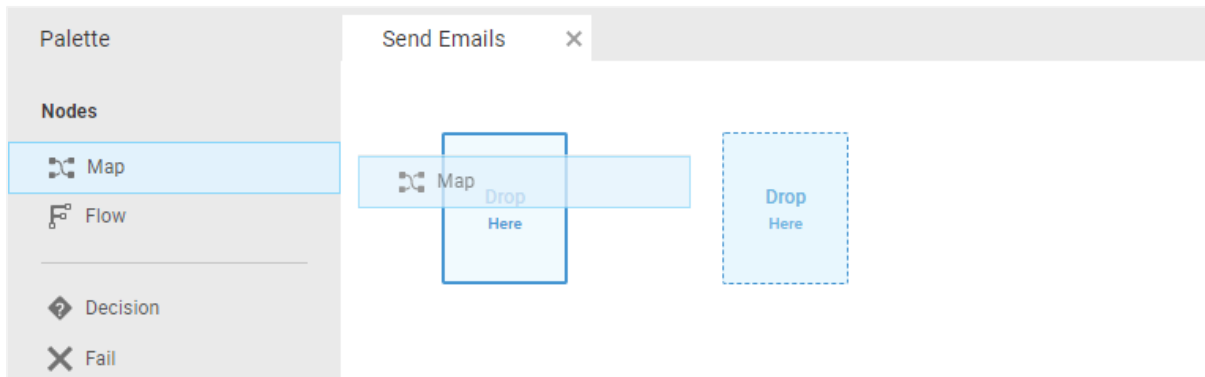 Palette
Send Emails
Nodes
Map
Flow
Decision
Fail
Map
Drop
Here
Drop
Here